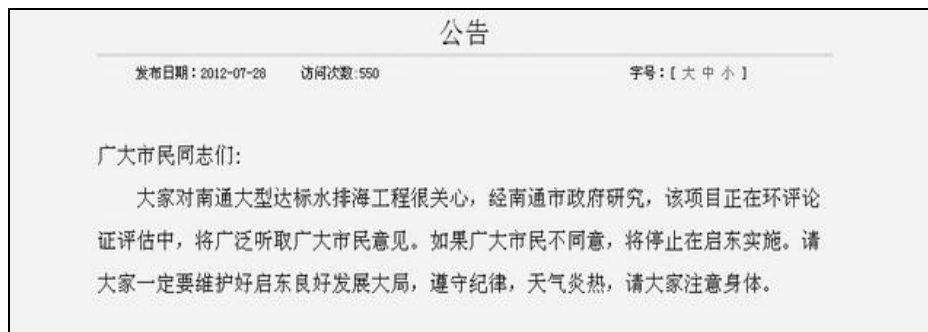 公告
发布日期：2012-07-28 访问次数:550 字号：[ 大 中 小 ]
广大市民同志们:
大家对南通大型达标水排海工程很关心，经南通市政府研究，该项目正在环评论
证评估中，将广泛听取广大市民意见。如果广大市民不同意，将停止在启东实施。请
大家一定要维护好启东良好发展大局，遵守纪律，天气炎热，请大家注意身体。